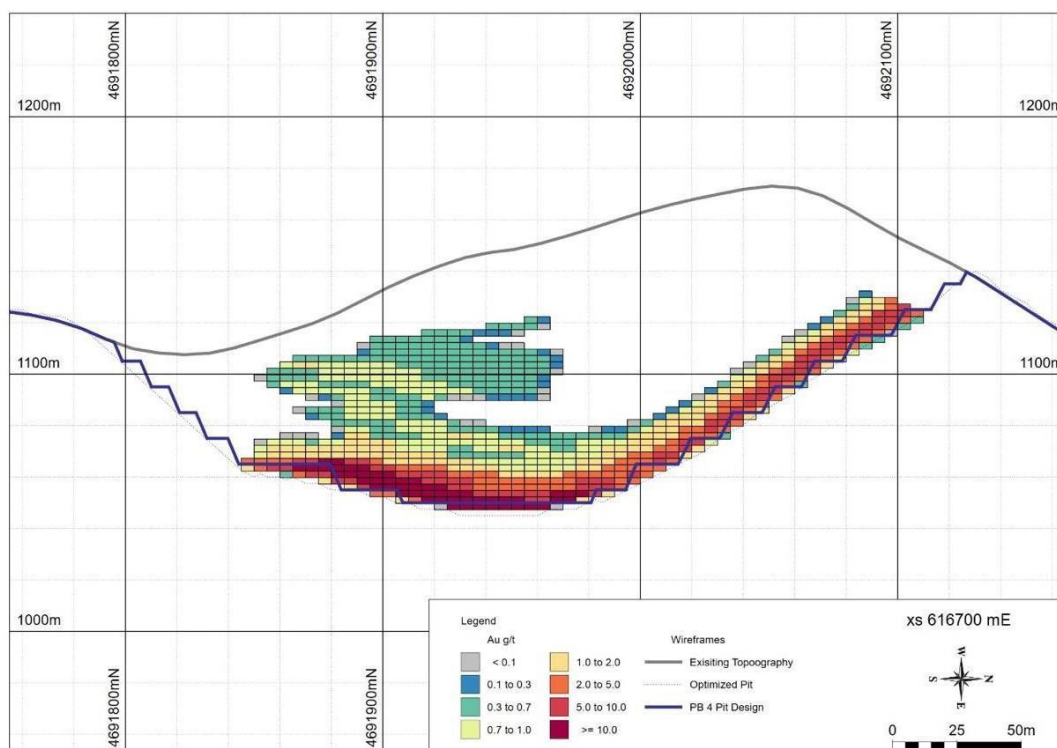 4691800mN
4691900mN
4692000mN
4692100mN
1200m
1200m
1100m
1100m
1000m
4691800mN
4691900mN
Legend
Au g/t
Wireframes
< 0.1
1.0 to 2.0
Exisiting Topoography
0.1 to 0.3
2.0 to 5.0
Optimized Pit
0.3 to 0.7
5.0 to 10.0
PB 4 Pit Design
0.7 to 1.0
>= 10.0
xs 616700 mE
W
S N
E
0 25 50m